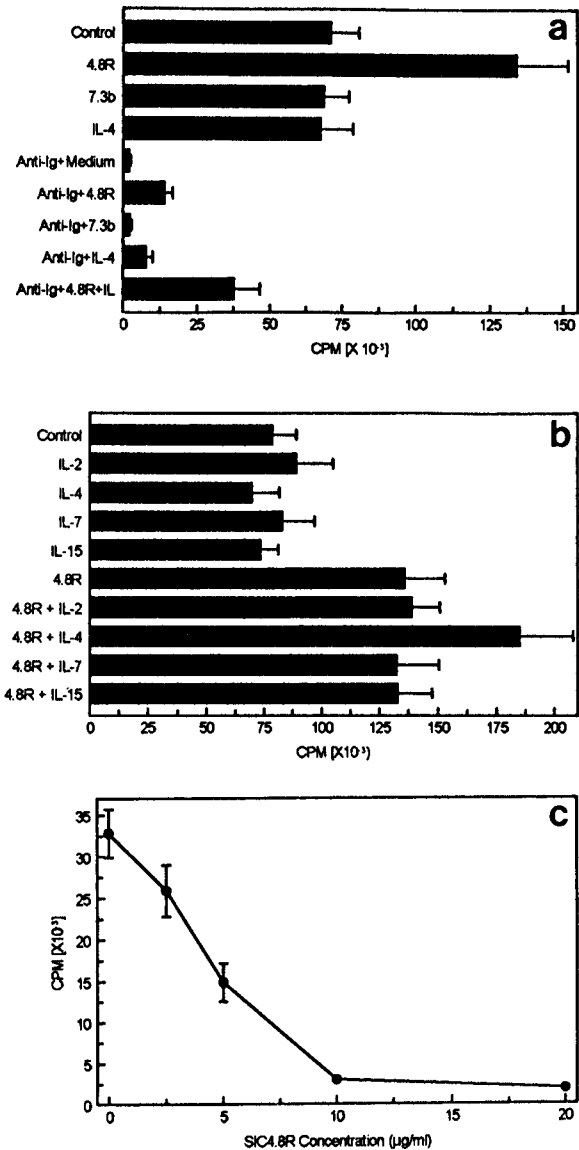 a
Control
4.8R
7.3b
IL-4
Anti-Ig+Medium
Anti-Ig+4.8R
Anti-Ig+7.3b
Anti-Ig+IL-4
Anti-Ig+4.8R+IL
0 25 50 75 100 125 150
CPM [X 10⁻³]
b
Control
IL-2
IL-4
IL-7
IL-15
4.8R
4.8R + IL-2
4.8R + IL-4
4.8R + IL-7
4.8R + IL-15
0 25 50 75 100 125 150 175 200
CPM [X10⁻³]
c
35
30
25
20
15
10
5
0
CPM [X10⁻³]
0 5 10 15 20
SIC4.8R Concentration (µg/ml)